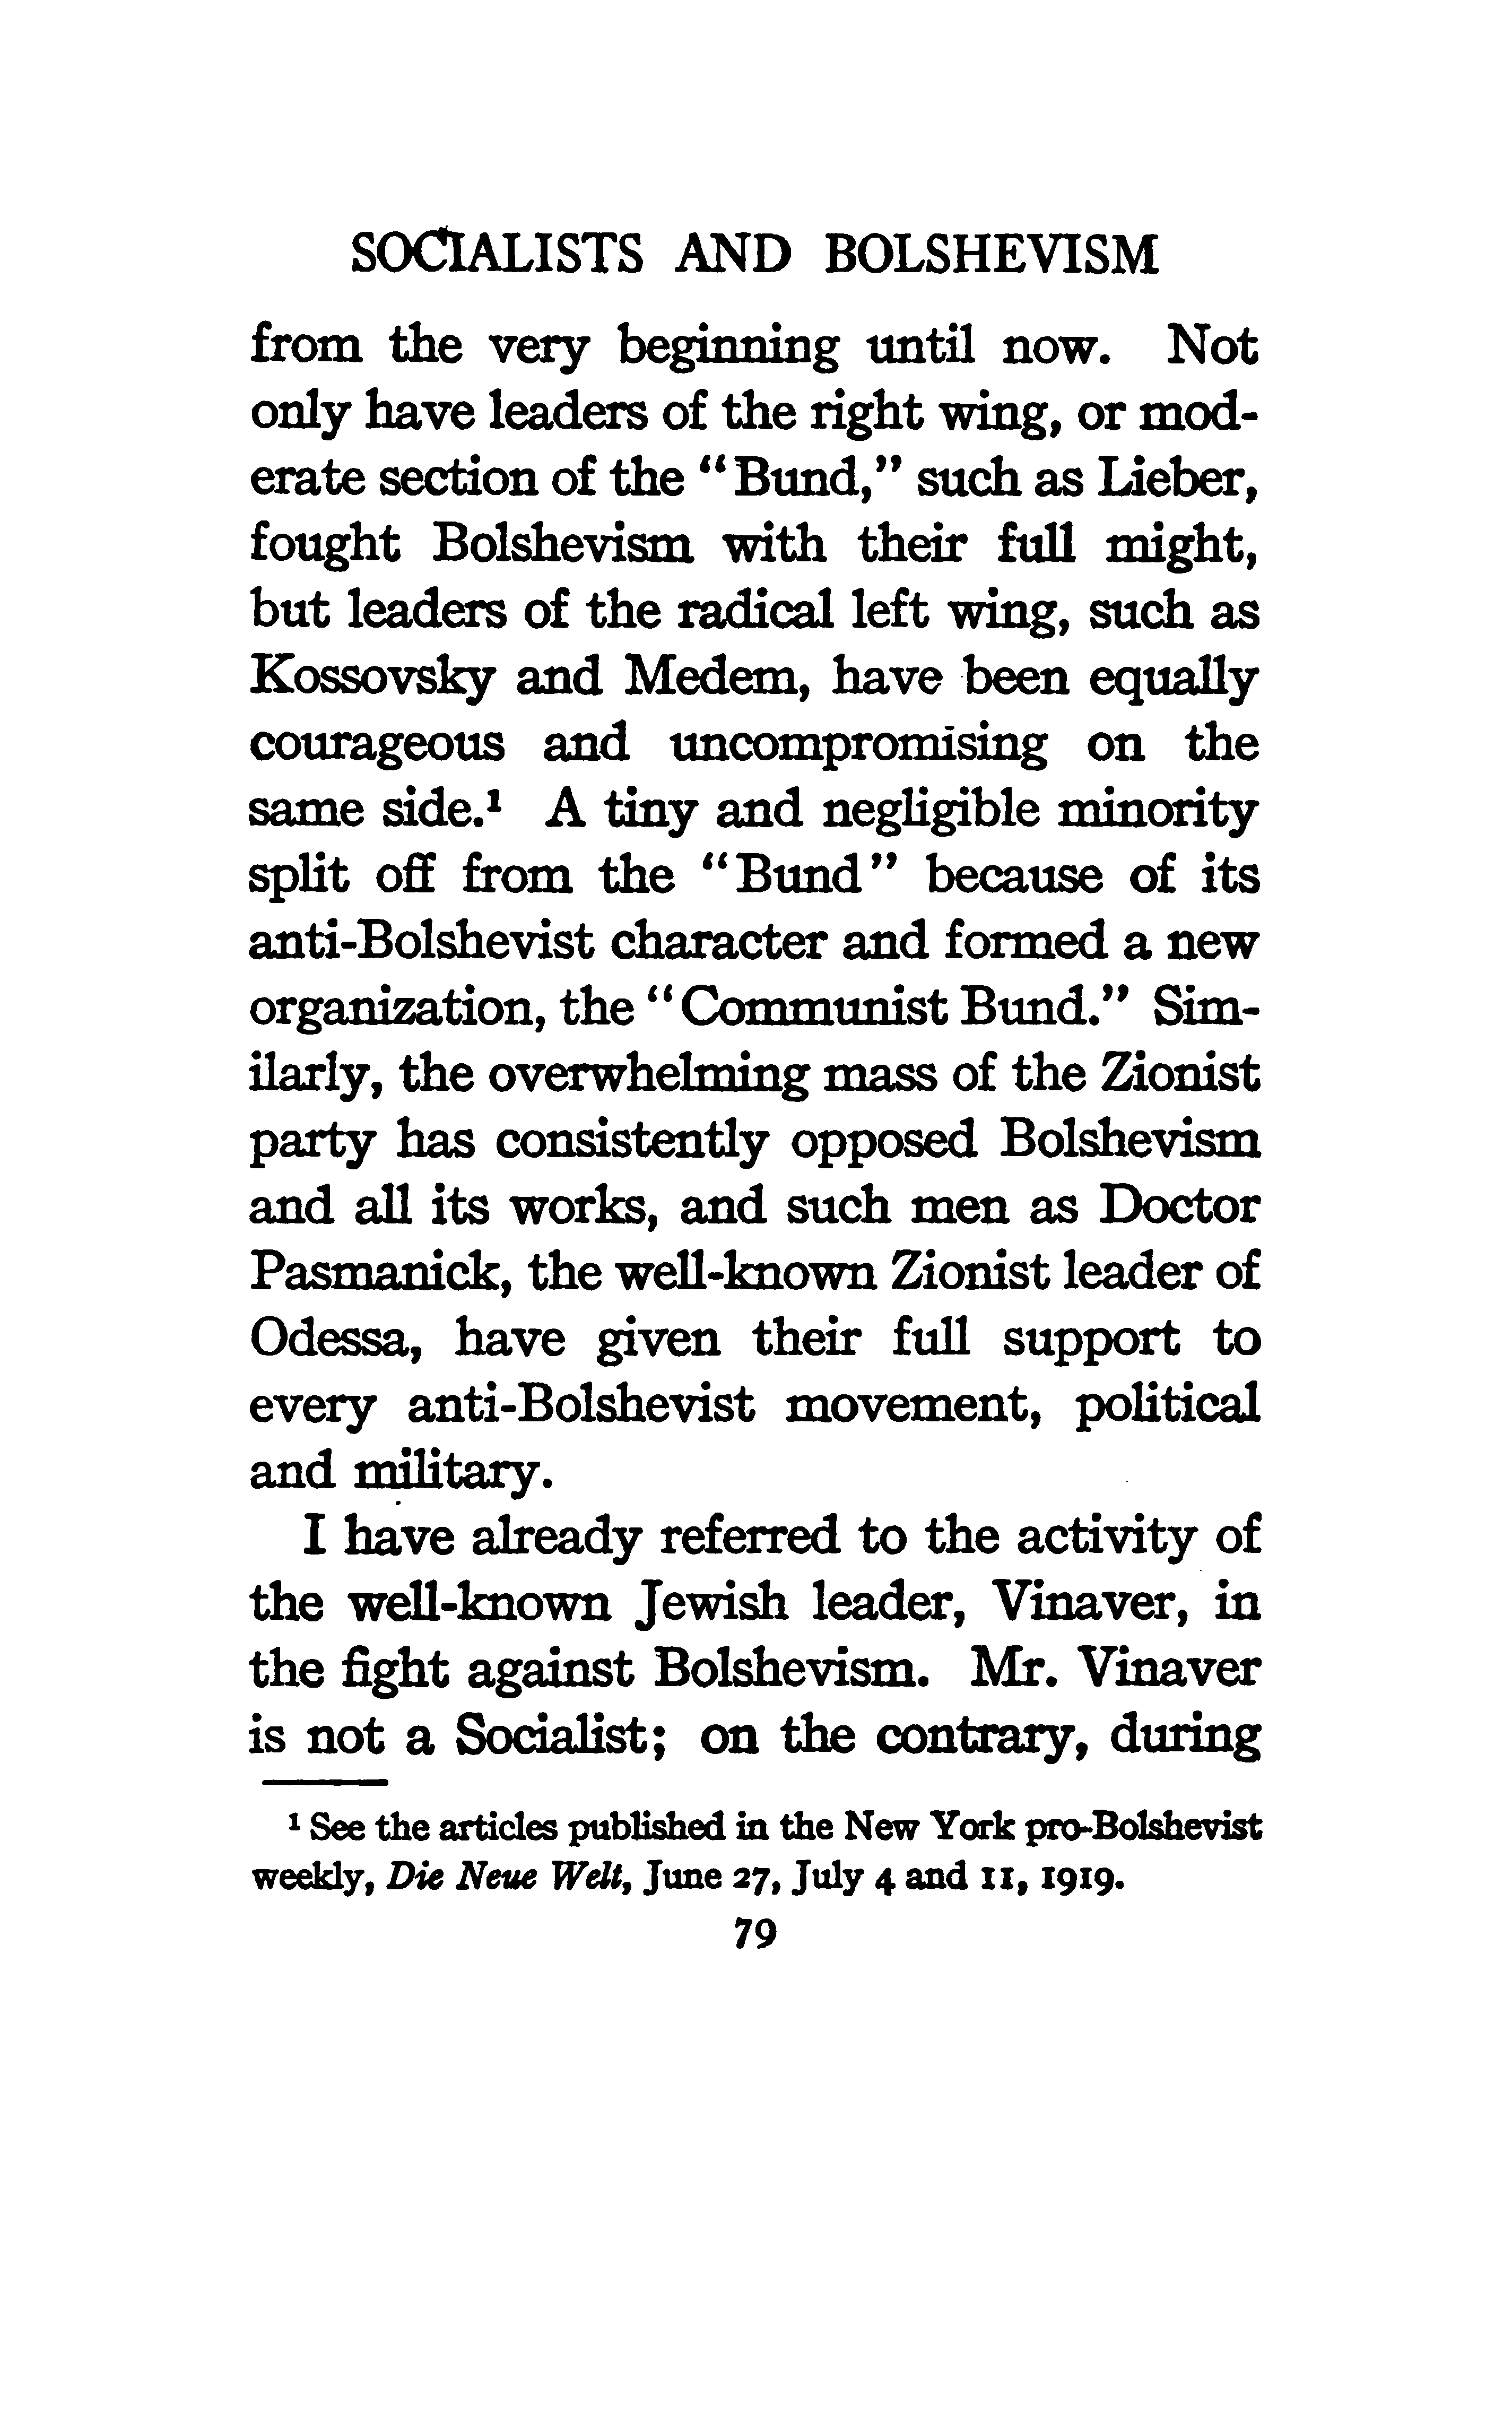 SOCIALISTS AND BOLSHEVISM
from the very beginning until now. Not
only have leaders of the right wing, or mod-
erate section of the "Bund," such as Lieber,
fought Bolshevism with their full might,
but leaders of the radical left wing, such as
Kossovsky and Medem, have been equally
courageous and uncompromising on the
same side.¹ A tiny and negligible minority
split off from the "Bund" because of its
anti-Bolshevist character and formed a new
organization, the "Communist Bund." Sim-
ilarly, the overwhelming mass of the Zionist
party has consistently opposed Bolshevism
and all its works, and such men as Doctor
Pasmanick, the well-known Zionist leader of
Odessa, have given their full support to
every anti-Bolshevist movement, political
and military.
I have already referred to the activity of
the well-known Jewish leader, Vinaver, in
the fight against Bolshevism. Mr. Vinaver
is not a Socialist; on the contrary, during
¹ See the articles published in the New York pro-Bolshevist
weekly, Die Neue Welt, June 27, July 4 and 11, 1919.
79